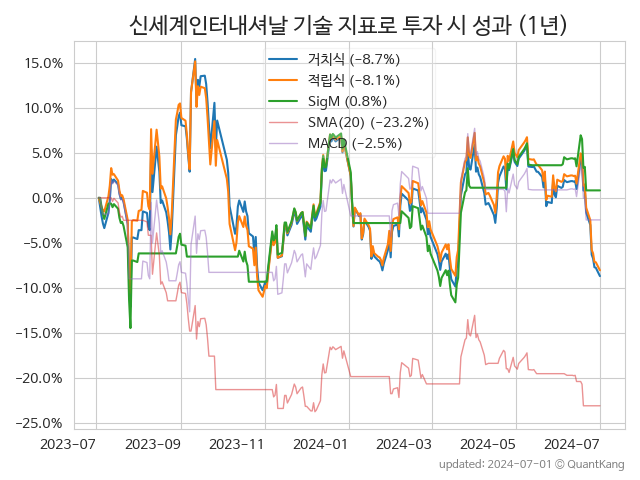 신세계인터내셔날 기술 지표로 투자 시 성과 (1년)
거치식 (−8.7%)
적립식 (−8.1%)
SigM (0.8%)
SMA(20) (−23.2%)
MACD (−2.5%)
15.0%
10.0%
5.0%
0.0%
−5.0%
−10.0%
−15.0%
−20.0%
−25.0%
2023-07 2023-09 2023-11 2024-01 2024-03 2024-05 2024-07
updated: 2024-07-01 © QuantKang